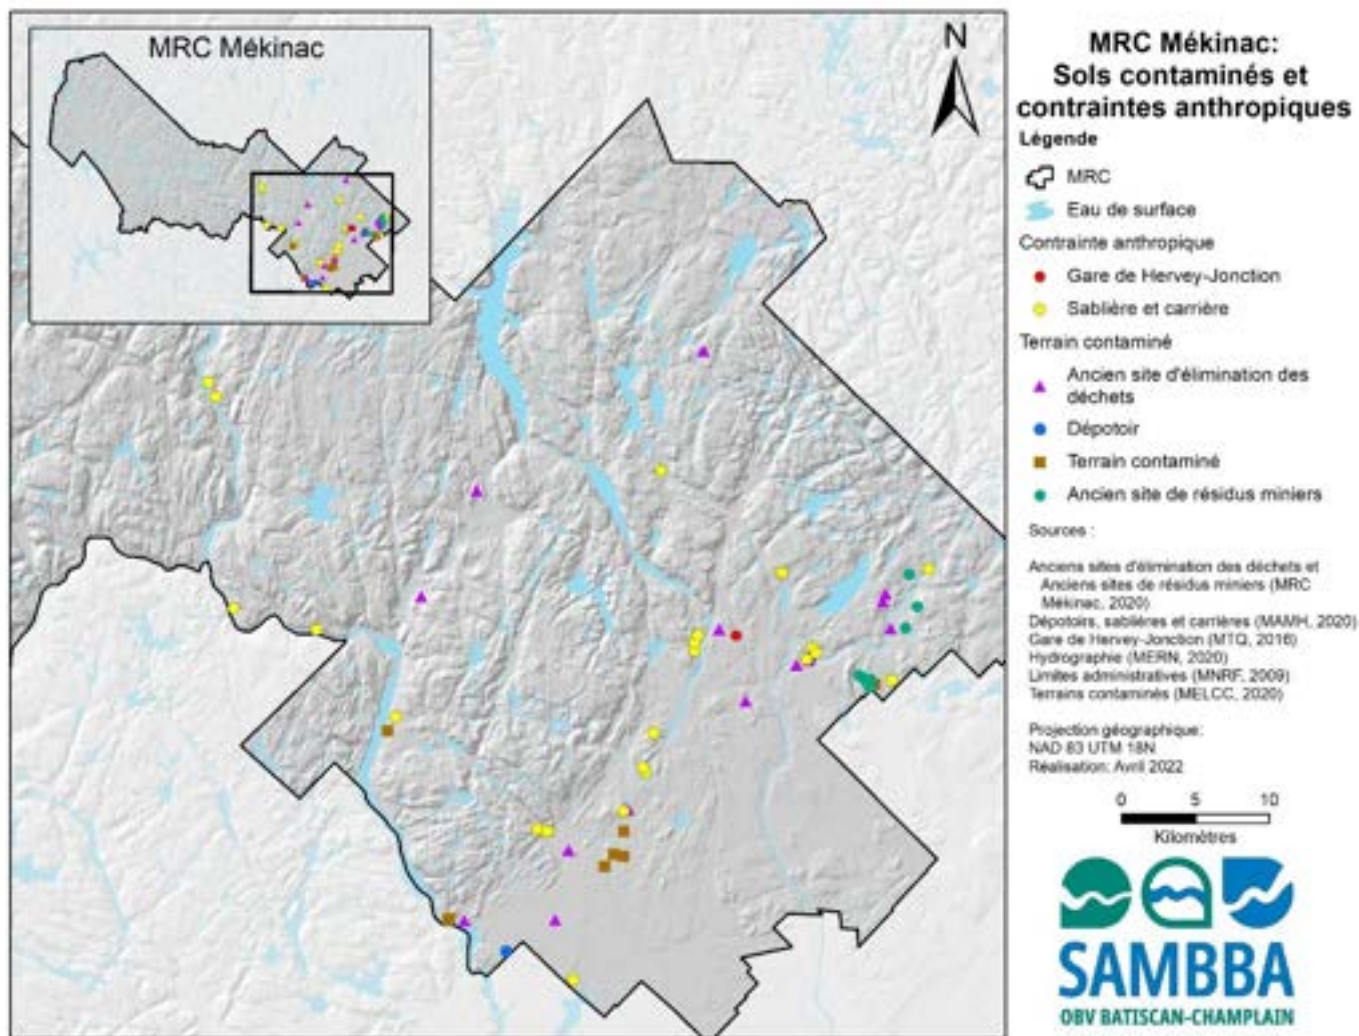 MRC Mékinac
N
MRC Mékinac:
Sols contaminés et
contraintes anthropiques
Légende
MRC
Eau de surface
Contrainte anthropique
Gare de Hervey-Jonction
Sablière et carrière
Terrain contaminé
Ancien site d'élimination des
déchets
Dépotoir
Terrain contaminé
Ancien site de résidus miniers
Sources :
Anciens sites d'élimination des déchets et
Anciens sites de résidus miniers (MRC
Mékinac, 2020)
Dépotoirs, sablières et carrières (MAMH, 2020)
Gare de Hervey-Jonction (MTQ, 2016)
Hydrographie (MERN, 2020)
Limites administratives (MNRF, 2009)
Terrains contaminés (MELCC, 2020)
Projection géographique:
NAD 83 UTM 18N
Réalisation: Avril 2022
0 5 10
Kilomètres
SAMBBA
OBV BATISCAN-CHAMPLAIN